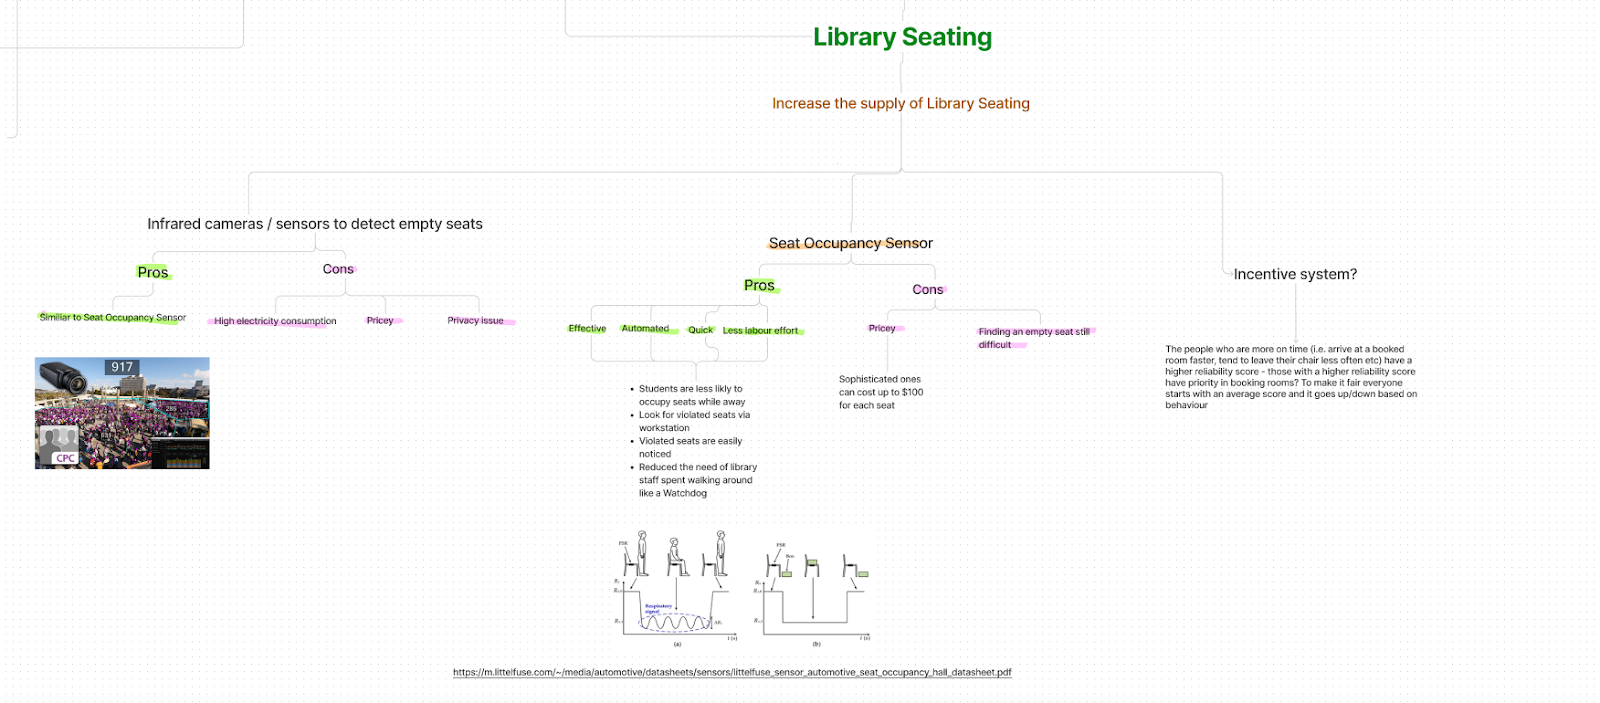 Library Seating
Increase the supply of Library Seating
Infrared cameras / sensors to detect empty seats
Pros
Cons
Similiar to Seat Occupancy Sensor
High electricity consumption
Pricey
Privacy issue
917
285
CPC
Seat Occupancy Sensor
Pros
Cons
Effective
Automated
Quick
Less labour effort
Pricey
Finding an empty seat still
difficult
• Students are less likly to
occupy seats while away
• Look for violated seats via
workstation
• Violated seats are easily
noticed
• Reduced the need of library
staff spent walking around
like a Watchdog
Sophisticated ones
can cost up to $100
for each seat
Incentive system?
The people who are more on time (i.e. arrive at a booked
room faster, tend to leave their chair less often etc) have a
higher reliability score - those with a higher reliability score
have priority in booking rooms? To make it fair everyone
starts with an average score and it goes up/down based on
behaviour
FSR
Respiratory
signal
t (s)
(a)
FSR
Box
t (s)
(b)
https://m.littelfuse.com/~/media/automotive/datasheets/sensors/littelfuse_sensor_automotive_seat_occupancy_hall_datasheet.pdf